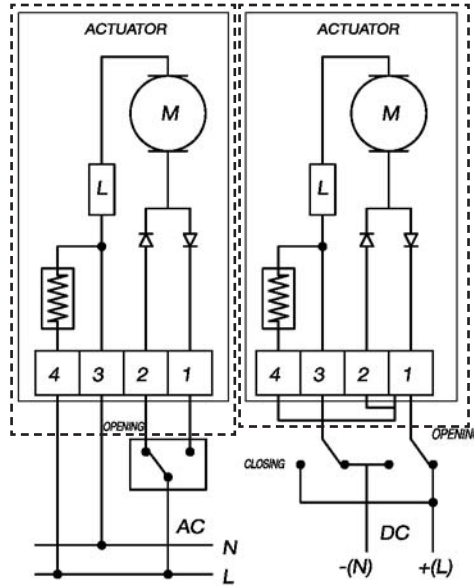 ACTUATOR
M
L
4 3 2 1
OPENING
AC
N
L
ACTUATOR
M
L
4 3 2 1
OPENING
CLOSING
DC
-(N) +(L)